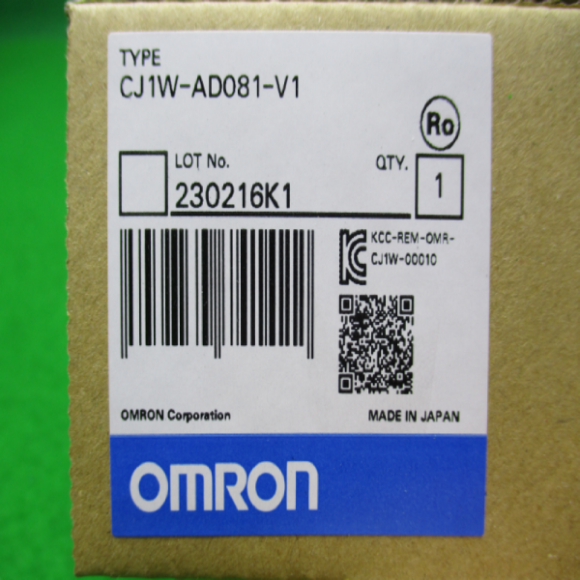 TYPE
CJ1W-AD081-V1
Ro
LOT No.
230216K1
QTY.
1
KCC-REM-OMR-
CJ1W-00010
OMRON Corporation
MADE IN JAPAN
OMRON